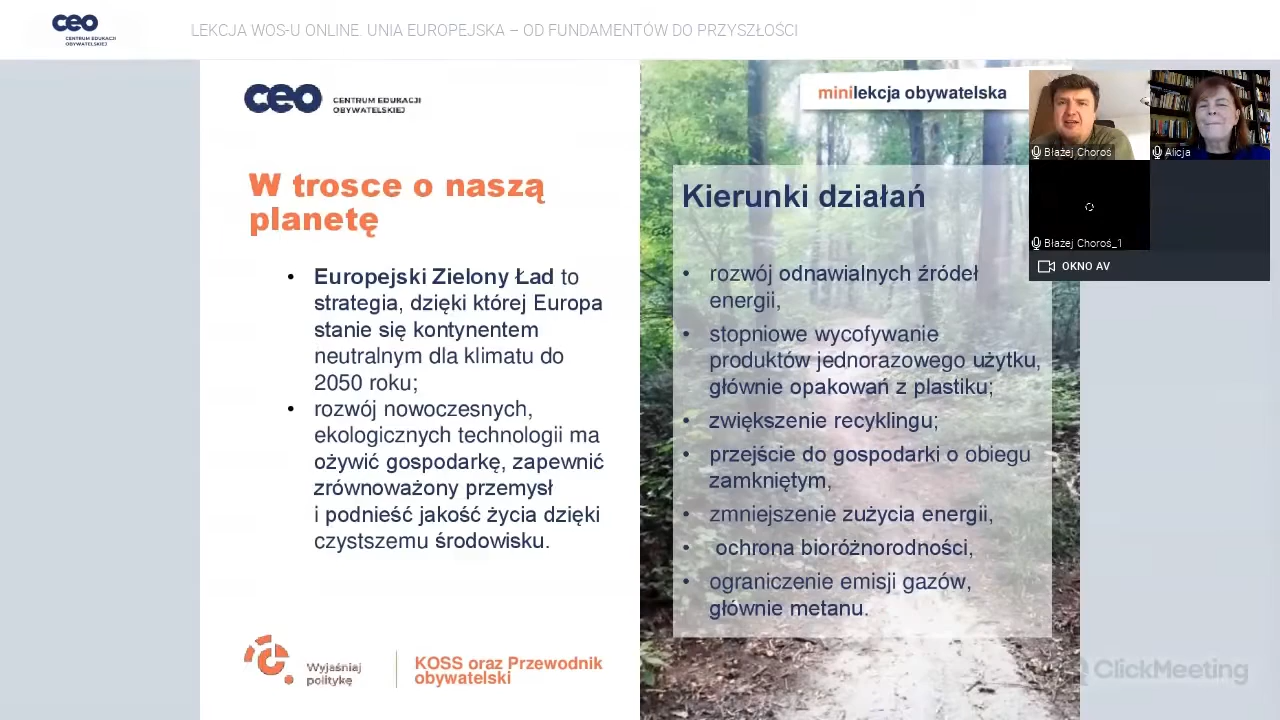 ceo
CENTRUM EDUKACJI
OBYWATELSKIEJ
LEKCJA WOS-U ONLINE. UNIA EUROPEJSKA – OD FUNDAMENTÓW DO PRZYSZŁOŚCI
ceo
CENTRUM EDUKACJI
OBYWATELSKIEJ
W trosce o naszą
planetę
• Europejski Zielony Ład to
strategia, dzięki której Europa
stanie się kontynentem
neutralnym dla klimatu do
2050 roku;
• rozwój nowoczesnych,
ekologicznych technologii ma
ożywić gospodarkę, zapewnić
zrównoważony przemysł
i podnieść jakość życia dzięki
czystszemu środowisku.
Wyjaśniaj
politykę
KOSS oraz Przewodnik
obywatelski
minilekcja obywatelska
Kierunki działań
• rozwój odnawialnych źródeł
energii,
• stopniowe wycofywanie
produktów jednorazowego użytku,
głównie opakowań z plastiku;
• zwiększenie recyklingu;
• przejście do gospodarki o obiegu
zamkniętym,
• zmniejszenie zużycia energii,
• ochrona bioróżnorodności,
• ograniczenie emisji gazów,
głównie metanu.
Błażej Choroś
Alicja
Błażej Choroś_1
OKNO AV
ClickMeeting